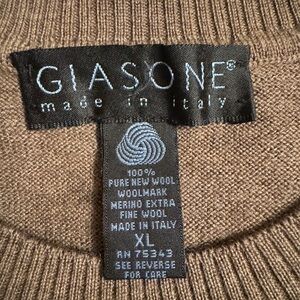 GIASONE®
made in italy
100%
PURE NEW WOOL
WOOLMARK
MERINO EXTRA
FINE WOOL
MADE IN ITALY
XL
RN 75343
SEE REVERSE
FOR CARE